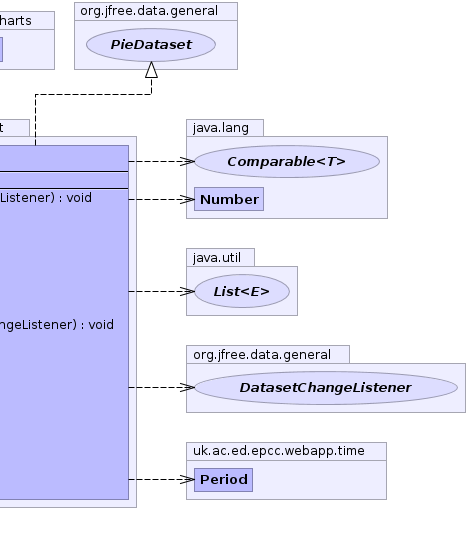 org.jfree.data.general
harts
PieDataset
t
java.lang
Comparable<T>
Number
Listener) : void
java.util
List<E>
ngeListener) : void
org.jfree.data.general
DatasetChangeListener
uk.ac.ed.epcc.webapp.time
Period